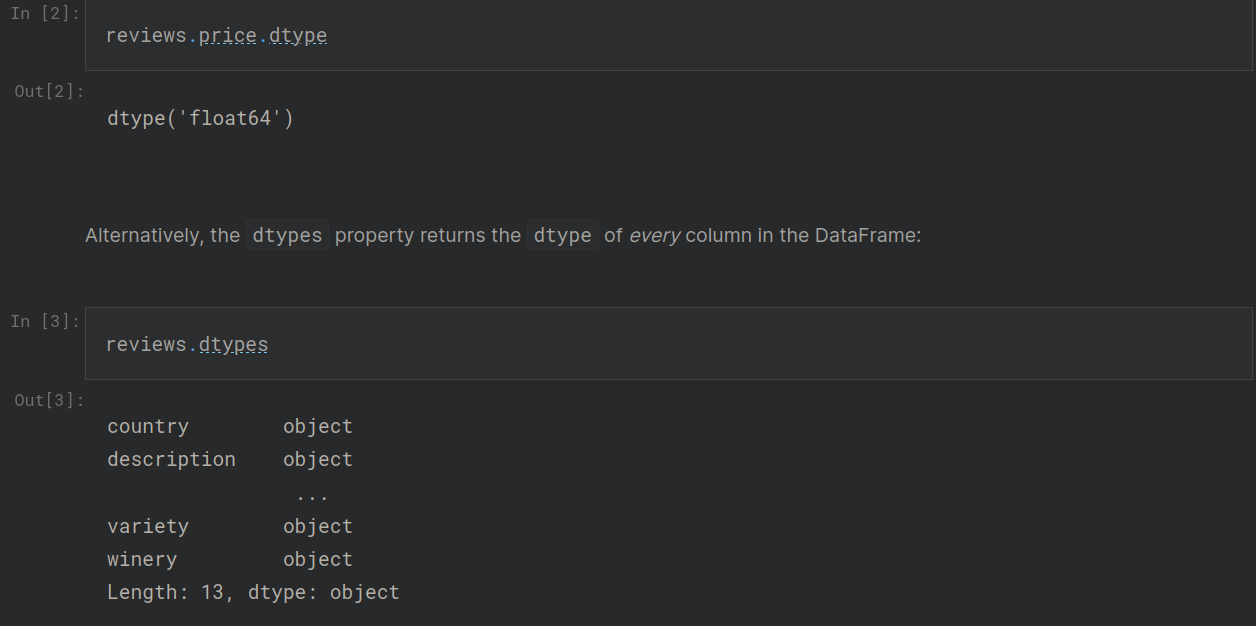 In [2]:
reviews.price.dtype
Out[2]:
dtype('float64')
Alternatively, the dtypes property returns the dtype of every column in the DataFrame:
In [3]:
reviews.dtypes
Out[3]:
country        object
description    object
                ...
variety        object
winery         object
Length: 13, dtype: object